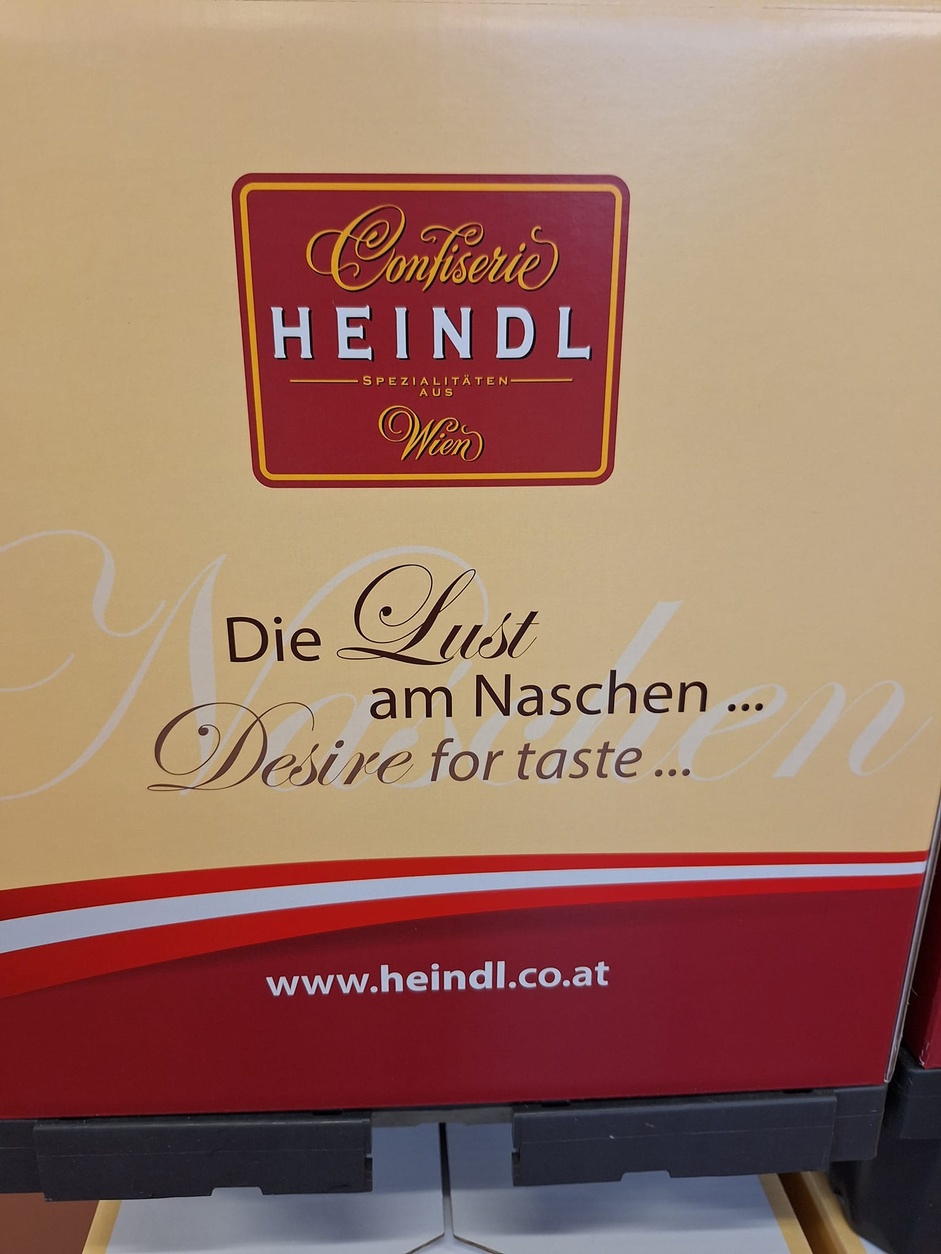 Confiserie
HEINDL
SPEZIALITÄTEN
AUS
Wien
Naschen
Die Lust
am Naschen ...
Desire for taste ...
www.heindl.co.at